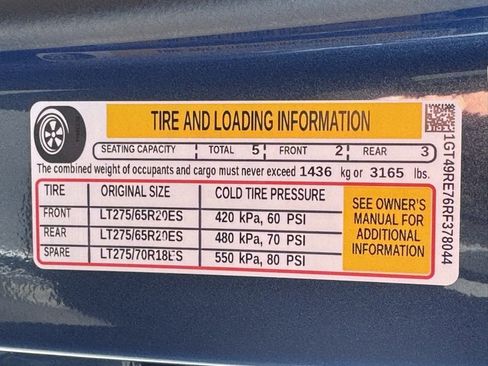 TIRE AND LOADING INFORMATION
SEATING CAPACITY TOTAL 5 FRONT 2 REAR 3
The combined weight of occupants and cargo must never exceed 1436 kg or 3165 lbs.
TIRE ORIGINAL SIZE COLD TIRE PRESSURE
FRONT LT275/65R20ES 420 kPa, 60 PSI
REAR LT275/65R20ES 480 kPa, 70 PSI
SPARE LT275/70R18ES 550 kPa, 80 PSI
SEE OWNER'S
MANUAL FOR
ADDITIONAL
INFORMATION
1GT49REY6RF378044